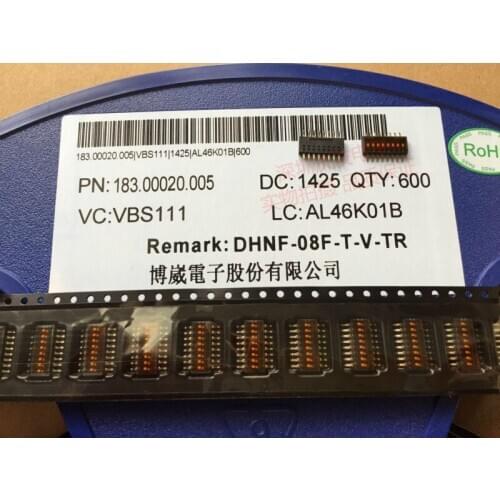 183.00020.005|VBS111|1425|AL46K01B|600
PN:183.00020.005 DC:1425 QTY:600
VC:VBS111 LC:AL46K01B
Remark:DHNF-08F-T-V-TR
博崴電子股份有限公司
RoH